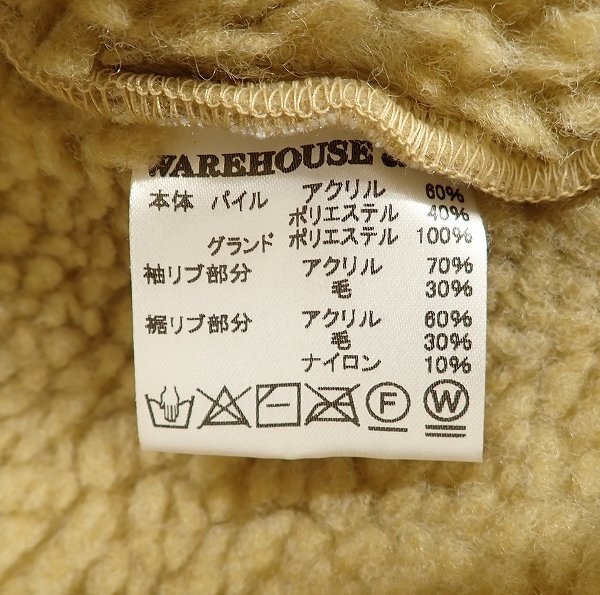 WAREHOUSE &
本体 パイル アクリル 60%
ポリエステル 40%
グランド ポリエステル 100%
袖リブ部分 アクリル 70%
毛 30%
裾リブ部分 アクリル 60%
毛 30%
ナイロン 10%
F W